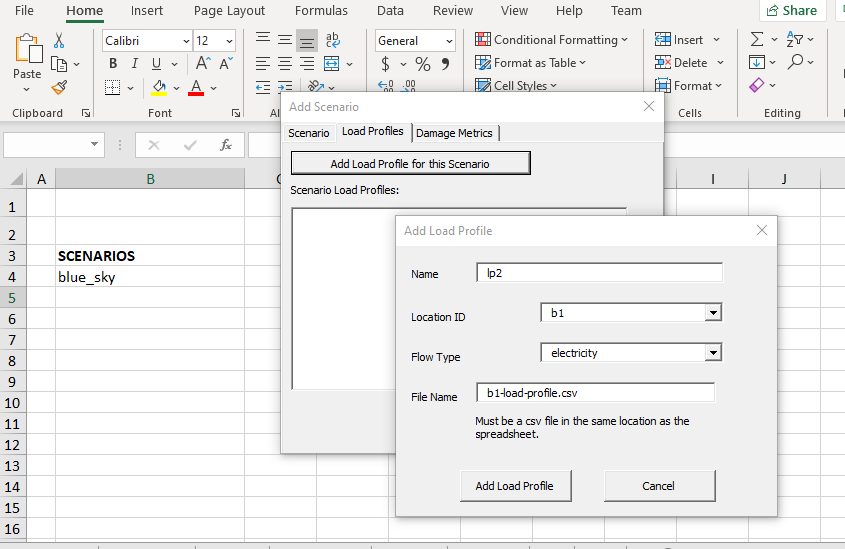 File Home Insert Page Layout Formulas Data Review View Help Team Share
Calibri 12 General Conditional Formatting Insert
Paste B I U A A $ % Format as Table Delete
Cell Styles Format
Clipboard Font Cells Editing
Add Scenario
Scenario Load Profiles Damage Metrics
fx
Add Load Profile for this Scenario
A B C I J
Scenario Load Profiles:
1
2
Add Load Profile
3 SCENARIOS
4 blue_sky
Name lp2
5
6
Location ID b1
7
8
Flow Type electricity
9
10
File Name b1-load-profile.csv
11
Must be a csv file in the same location as the
spreadsheet.
12
13
14
Add Load Profile Cancel
15
16